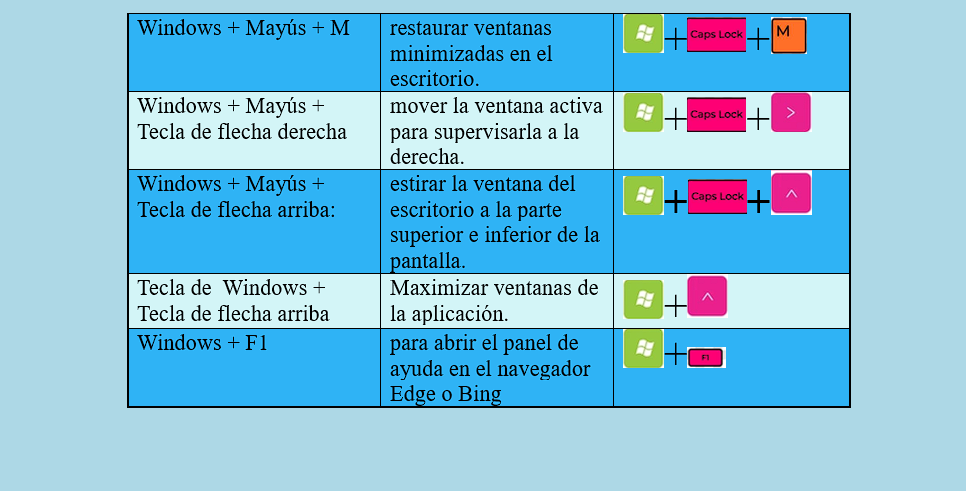 Windows + Mayús + M
restaurar ventanas
minimizadas en el
escritorio.
+ Caps Lock + M
Windows + Mayús +
Tecla de flecha derecha
mover la ventana activa
para supervisarla a la
derecha.
+ Caps Lock + >
Windows + Mayús +
Tecla de flecha arriba:
estirar la ventana del
escritorio a la parte
superior e inferior de la
pantalla.
+ Caps Lock + ^
Tecla de  Windows +
Tecla de flecha arriba
Maximizar ventanas de
la aplicación.
+ ^
Windows + F1
para abrir el panel de
ayuda en el navegador
Edge o Bing
+ F1